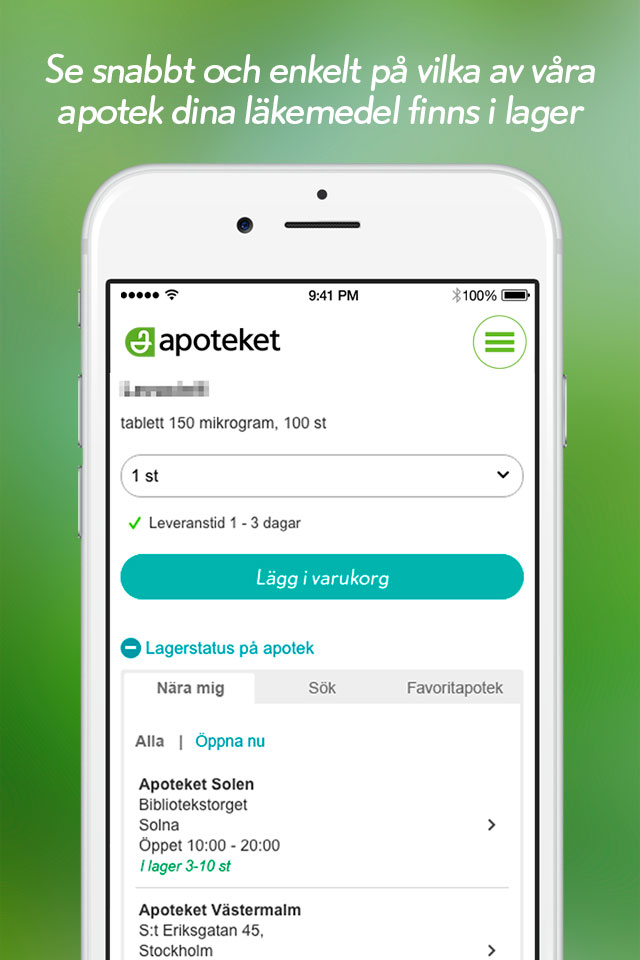 Se snabbt och enkelt på vilka av våra
apotek dina läkemedel finns i lager
9:41 PM
100%
apoteket
tablett 150 mikrogram, 100 st
1 st
Leveranstid 1 - 3 dagar
Lägg i varukorg
Lagerstatus på apotek
Nära mig Sök Favoritapotek
Alla | Öppna nu
Apoteket Solen
Bibliotekstorget
Solna
Öppet 10:00 - 20:00
I lager 3-10 st
Apoteket Västermalm
S:t Eriksgatan 45,
Stockholm